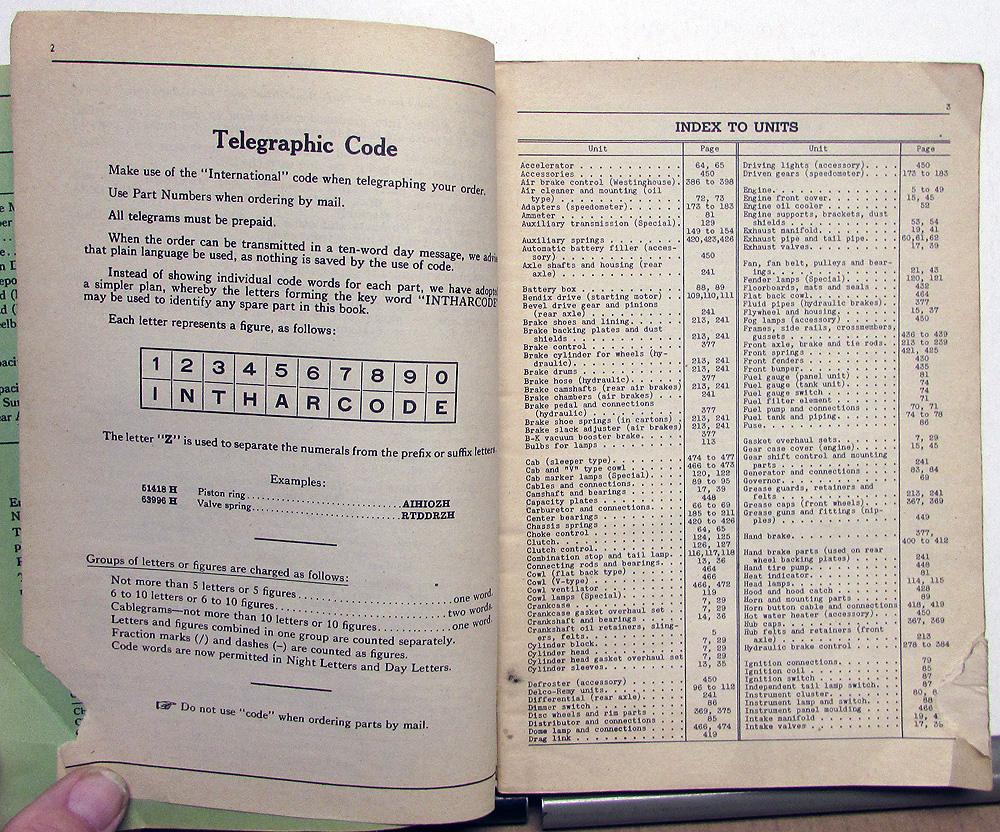 2
Telegraphic Code
Make use of the "International" code when telegraphing your order.
Use Part Numbers when ordering by mail.
All telegrams must be prepaid.
When the order can be transmitted in a ten-word day message, we
that plain language be used, as nothing is saved by the use of code.
Instead of showing individual code words for each part, we have adopted
a simpler plan, whereby the letters forming the key word "INTHARCODE
may be used to identify any spare part in this book.
Each letter represents a figure, as follows:
1 2 3 4 5 6 7 8 9 0
I N T H A R C O D E
The letter "Z" is used to separate the numerals from the prefix or suffix letters
Examples:
51418 H Piston ring AIHIOZH
63996 H Valve spring RTDDRZH
Groups of letters or figures are charged as follows:
Not more than 5 letters or 5 figures one word.
6 to 10 letters or 6 to 10 figures two words.
Cablegrams—not more than 10 letters or 10 figures one word.
Letters and figures combined in one group are counted separately.
Fraction marks (/) and dashes (–) are counted as figures.
Code words are now permitted in Night Letters and Day Letters.
☞ Do not use "code" when ordering parts by mail.
3
INDEX TO UNITS
Unit Page
Accelerator 64, 65
Accessories 450
Air brake control (Westinghouse). 386 to 398
Air cleaner and mounting (oil
type) 72, 73
Adapters (speedometer). 173 to 183
Ammeter 81
Auxiliary transmission (Special). 129
149 to 154
Auxiliary springs 420,423,426
Automatic battery filler (acces-
sory) 450
Axle shafts and housing (rear
axle) 241
Battery box 88, 89
Bendix drive (starting motor) 109,110,111
Bevel drive gear and pinions
(rear axle) 241
Brake shoes and lining. 213, 241
Brake backing plates and dust
shields 213, 241
Brake control 377
Brake cylinder for wheels (hy-
draulic) 213, 241
Brake drums 213, 241
Brake hose (hydraulic) 377
Brake camshafts (rear air brakes) 213, 241
Brake chambers (air brakes) 241
Brake pedal and connections
(hydraulic) 377
Brake shoe springs (in cartons) 213, 241
Brake slack adjuster (air brakes) 213, 241
B-K vacuum booster brake. 377
Bulbs for lamps 113
Cab (sleeper type). 474 to 477
Cab and "V" type cowl 466 to 473
Cab marker lamps (Special). 120, 122
Cables and connections. 89 to 95
Camshaft and bearings 17, 39
Capacity plates 448
Carburetor and connections. 66 to 69
Center bearings 185 to 211
Chassis springs 420 to 426
Choke control 64, 65
Clutch. 124, 125
Clutch control. 126, 127
Combination stop and tail lamp. 116,117,118
Connecting rods and bearings. 13, 36
Cowl (flat back type) 464
Cowl (V-type) 466
Cowl ventilator 466, 472
Cowl lamps (Special) 119
Crankcase 7, 29
Crankcase gasket overhaul set 7, 29
Crankshaft and bearings 14, 36
Crankshaft oil retainers, sling-
ers, felts. 5
Cylinder block. 7, 29
Cylinder head 7, 29
Cylinder head gasket overhaul set 7, 29
Cylinder sleeves. 13, 35
Defroster (accessory) 450
Delco-Remy units. 96 to 112
Differential (rear axle). 241
Dimmer switch 86
Disc wheels and rim parts 369, 375
Distributor and connections 85
Dome lamp and connections 466, 474
Drag link 419
Unit Page
Driving lights (accessory). 450
Driven gears (speedometer) 173 to 183
Engine. 5 to 49
Engine front cover. 15, 45
Engine oil cooler 52
Engine supports, brackets, dust
shields 53, 54
Exhaust manifold. 19, 41
Exhaust pipe and tail pipe. 60,61,62
Exhaust valves. 17, 39
Fan, fan belt, pulleys and bear-
ings. 21, 43
Fender lamps (Special) 120, 121
Floorboards, mats and seals 432
Flat back cowl. 464
Fluid pipes (hydraulic brakes) 377
Flywheel and housing. 15, 37
Fog lamps (accessory) 450
Frames, side rails, crossmembers,
gussets 436 to 439
Front axle, brake and tie rods. 213 to 239
Front springs 421, 425
Front fenders 430
Front bumper. 435
Fuel gauge (panel unit) 81
Fuel gauge (tank unit) 74
Fuel gauge switch 74
Fuel filter element 71
Fuel pump and connections 70, 71
Fuel tank and piping. 74 to 78
Fuse. 86
Gasket overhaul sets. 7, 29
Gear case cover (engine). 15, 45
Gear shift control and mounting
parts 241
Generator and connections 83, 84
Governor. 69
Grease guards, retainers and
felts 213, 241
Grease caps (front wheels). 367, 369
Grease guns and fittings (nip-
ples) 449
Hand brake. 377,
400 to 412
Hand brake parts (used on rear
wheel backing plates) 241
Hand tire pump. 448
Heat indicator. 81
Head lamps. 114, 115
Hood and hood catch 428
Horn and mounting parts 89
Horn button cable and connections 418, 419
Hot water heater (accessory). 450
Hub caps. 367, 369
Hub felts and retainers (front
axle) 213
Hydraulic brake control 278 to 384
Ignition connections. 79
Ignition coil 85
Ignition switch 87
Independent tail lamp switch. 87
Instrument cluster. 80,
Instrument lamp and switch. 88
Instrument panel moulding 466
Intake manifold 19,
Intake valves 17,